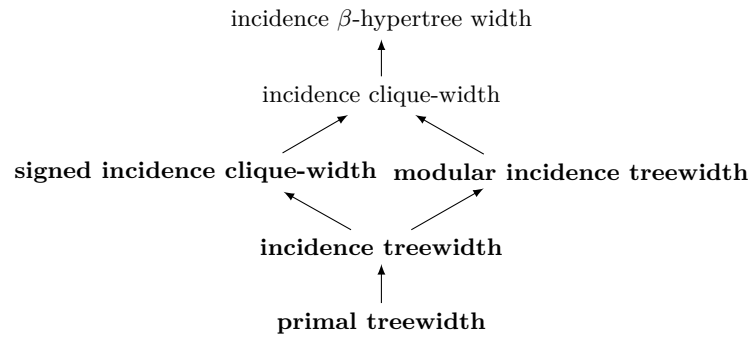 incidence β-hypertree width
incidence clique-width
signed incidence clique-width modular incidence treewidth
incidence treewidth
primal treewidth